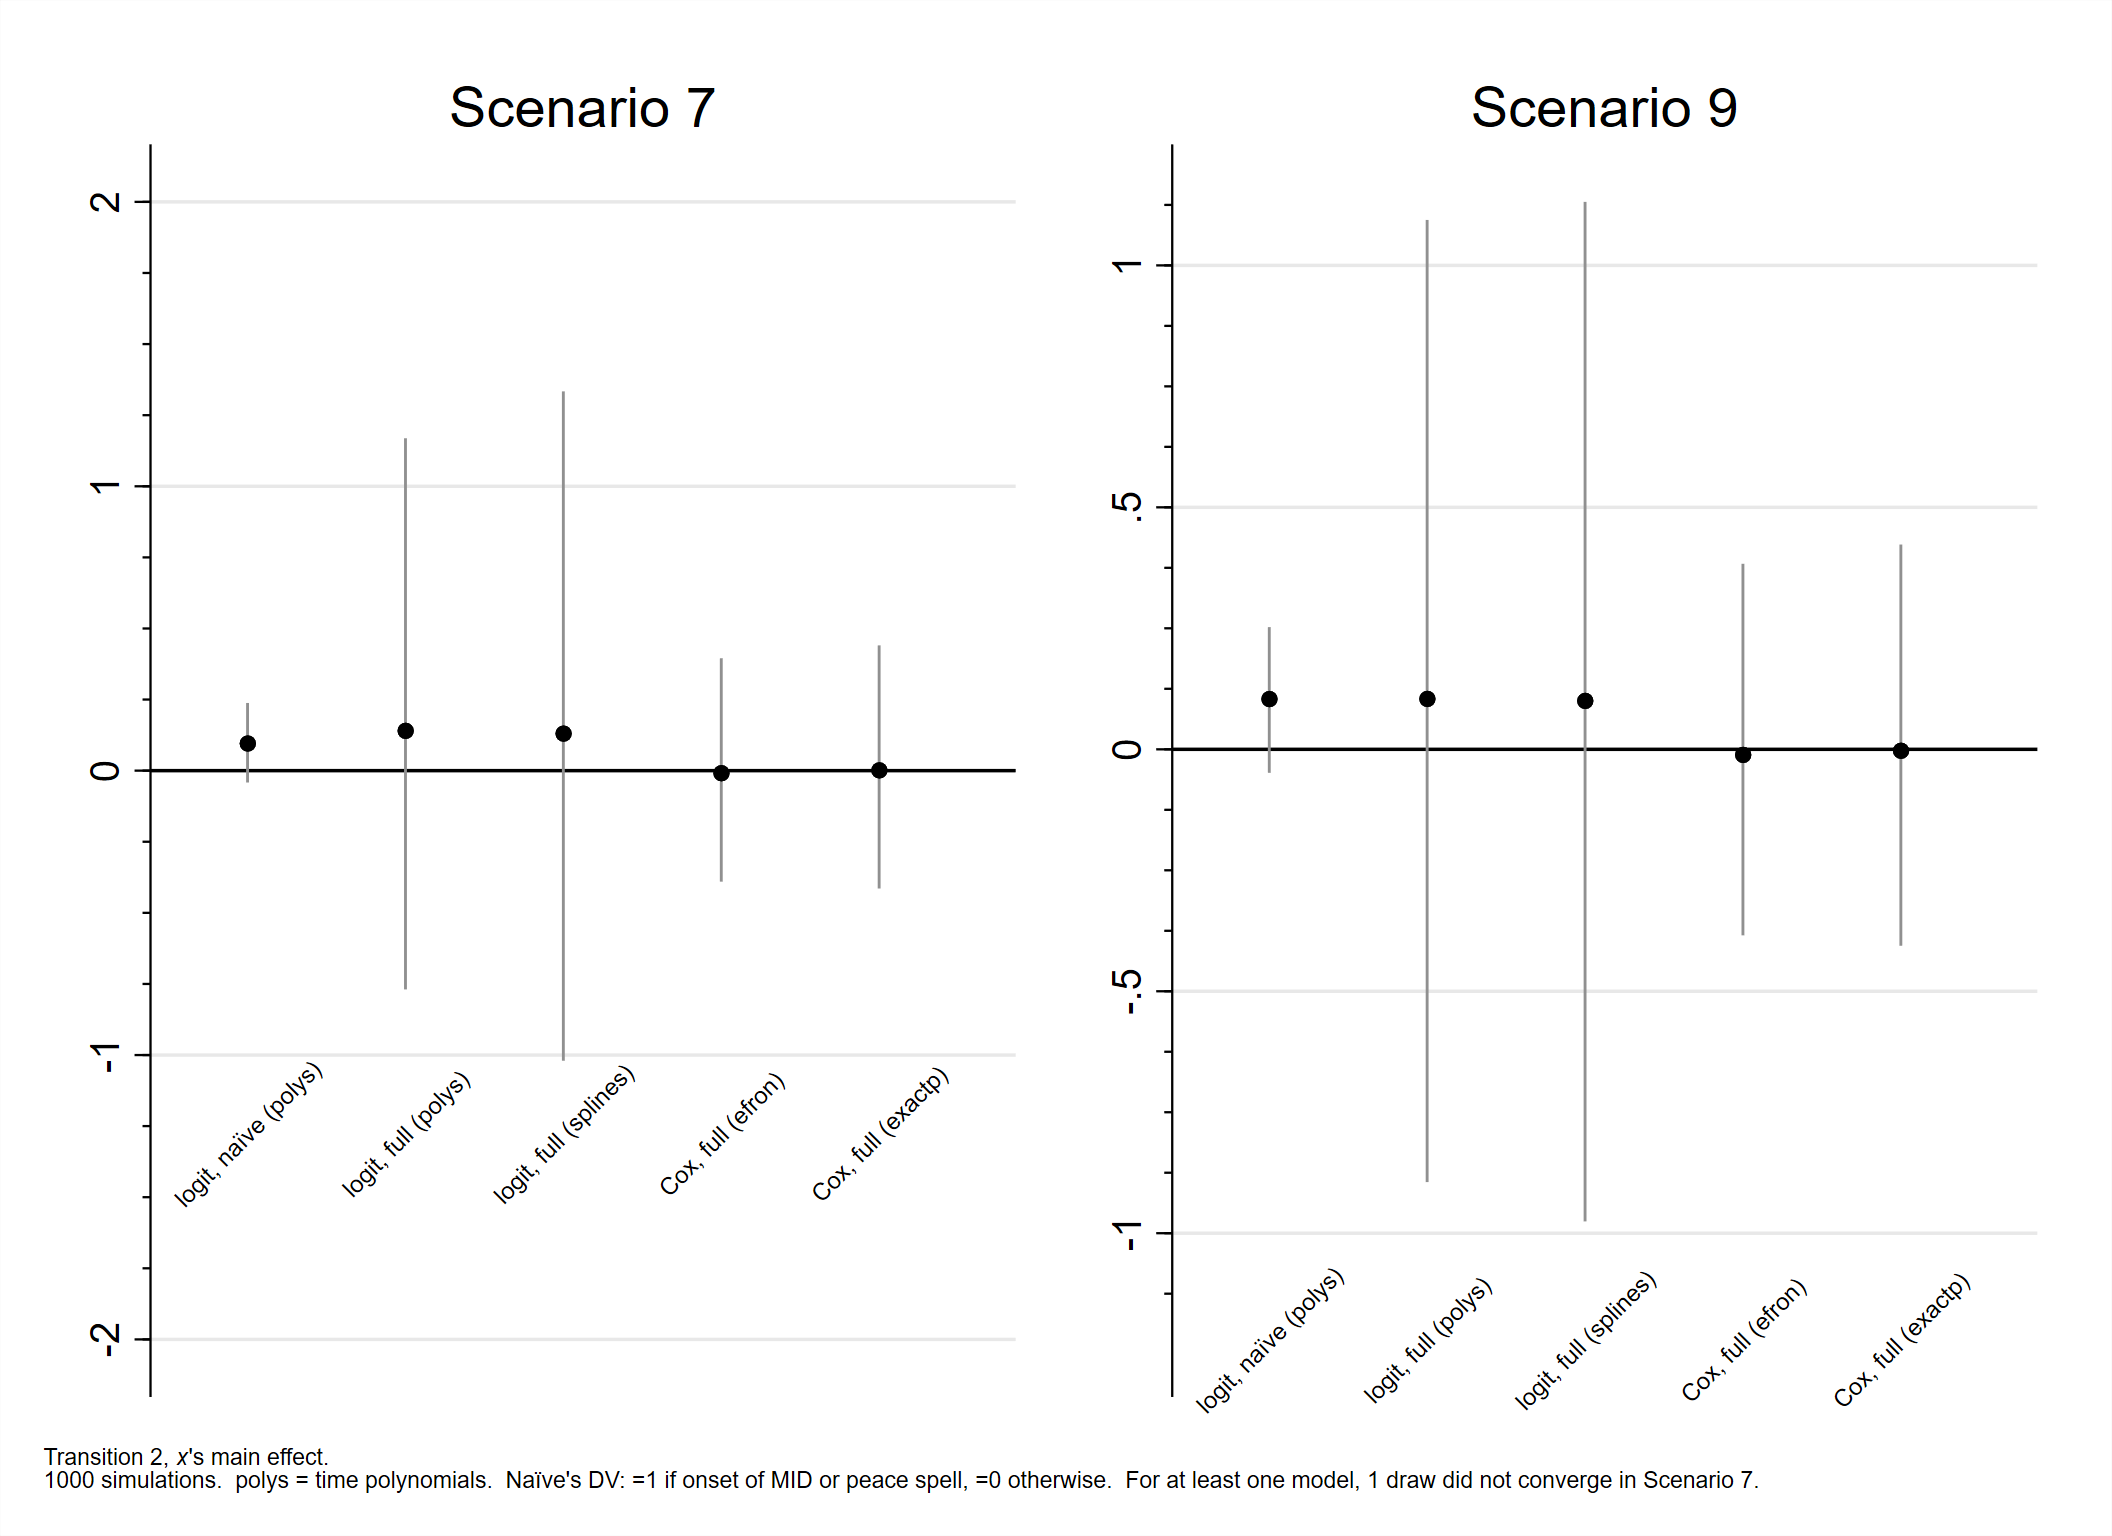 Scenario 7
2
1
0
-1
-2
logit, naïve (polys)
logit, full (polys)
logit, full (splines)
Cox, full (efron)
Cox, full (exactp)
Scenario 9
1
.5
0
-.5
-1
logit, naïve (polys)
logit, full (polys)
logit, full (splines)
Cox, full (efron)
Cox, full (exactp)
Transition 2, x's main effect.
1000 simulations.  polys = time polynomials.  Naïve's DV: =1 if onset of MID or peace spell, =0 otherwise.  For at least one model, 1 draw did not converge in Scenario 7.